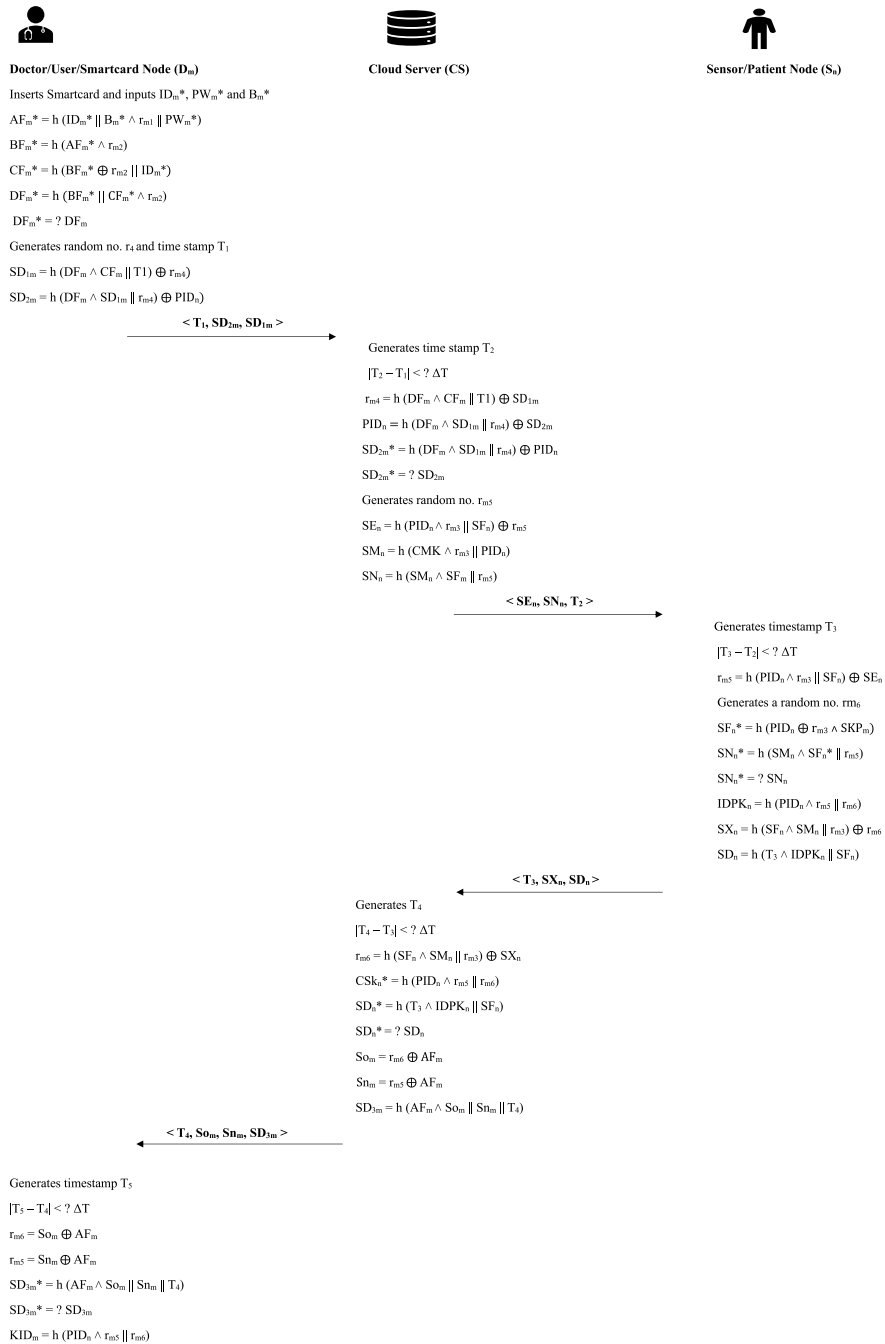 Doctor/User/Smartcard Node (Dₘ)
Cloud Server (CS)
Sensor/Patient Node (Sₙ)
Inserts Smartcard and inputs IDₘ*, PWₘ* and Bₘ*
AFₘ* = h (IDₘ* || Bₘ* ^ rₘ₁ || PWₘ*)
BFₘ* = h (AFₘ* ^ rₘ₂)
CFₘ* = h (BFₘ* ⊕ rₘ₂ || IDₘ*)
DFₘ* = h (BFₘ* || CFₘ* ^ rₘ₂)
DFₘ* = ? DFₘ
Generates random no. r₄ and time stamp T₁
SD₁ₘ = h (DFₘ ^ CFₘ || T1) ⊕ rₘ₄)
SD₂ₘ = h (DFₘ ^ SD₁ₘ || rₘ₄) ⊕ PIDₙ)
< T₁, SD₂ₘ, SD₁ₘ >
Generates time stamp T₂
|T₂ – T₁| < ? ΔT
rₘ₄ = h (DFₘ ^ CFₘ || T1) ⊕ SD₁ₘ
PIDₙ = h (DFₘ ^ SD₁ₘ || rₘ₄) ⊕ SD₂ₘ
SD₂ₘ* = h (DFₘ ^ SD₁ₘ || rₘ₄) ⊕ PIDₙ
SD₂ₘ* = ? SD₂ₘ
Generates random no. rₘ₅
SEₙ = h (PIDₙ ^ rₘ₃ || SFₙ) ⊕ rₘ₅
SMₙ = h (CMK ^ rₘ₃ || PIDₙ)
SNₙ = h (SMₙ ^ SFₘ || rₘ₅)
< SEₙ, SNₙ, T₂ >
Generates timestamp T₃
|T₃ – T₂| < ? ΔT
rₘ₅ = h (PIDₙ ^ rₘ₃ || SFₙ) ⊕ SEₙ
Generates a random no. rm₆
SFₙ* = h (PIDₙ ⊕ rₘ₃ ∧ SKPₘ)
SNₙ* = h (SMₙ ^ SFₙ* || rₘ₅)
SNₙ* = ? SNₙ
IDPKₙ = h (PIDₙ ^ rₘ₅ || rₘ₆)
SXₙ = h (SFₙ ^ SMₙ || rₘ₃) ⊕ rₘ₆
SDₙ = h (T₃ ^ IDPKₙ || SFₙ)
< T₃, SXₙ, SDₙ >
Generates T₄
|T₄ – T₃| < ? ΔT
rₘ₆ = h (SFₙ ^ SMₙ || rₘ₃) ⊕ SXₙ
CSkₙ* = h (PIDₙ ^ rₘ₅ || rₘ₆)
SDₙ* = h (T₃ ^ IDPKₙ || SFₙ)
SDₙ* = ? SDₙ
Soₘ = rₘ₆ ⊕ AFₘ
Snₘ = rₘ₅ ⊕ AFₘ
SD₃ₘ = h (AFₘ ^ Soₘ || Snₘ || T₄)
< T₄, Soₘ, Snₘ, SD₃ₘ >
Generates timestamp T₅
|T₅ – T₄| < ? ΔT
rₘ₆ = Soₘ ⊕ AFₘ
rₘ₅ = Snₘ ⊕ AFₘ
SD₃ₘ* = h (AFₘ ^ Soₘ || Snₘ || T₄)
SD₃ₘ* = ? SD₃ₘ
KIDₘ = h (PIDₙ ^ rₘ₅ || rₘ₆)